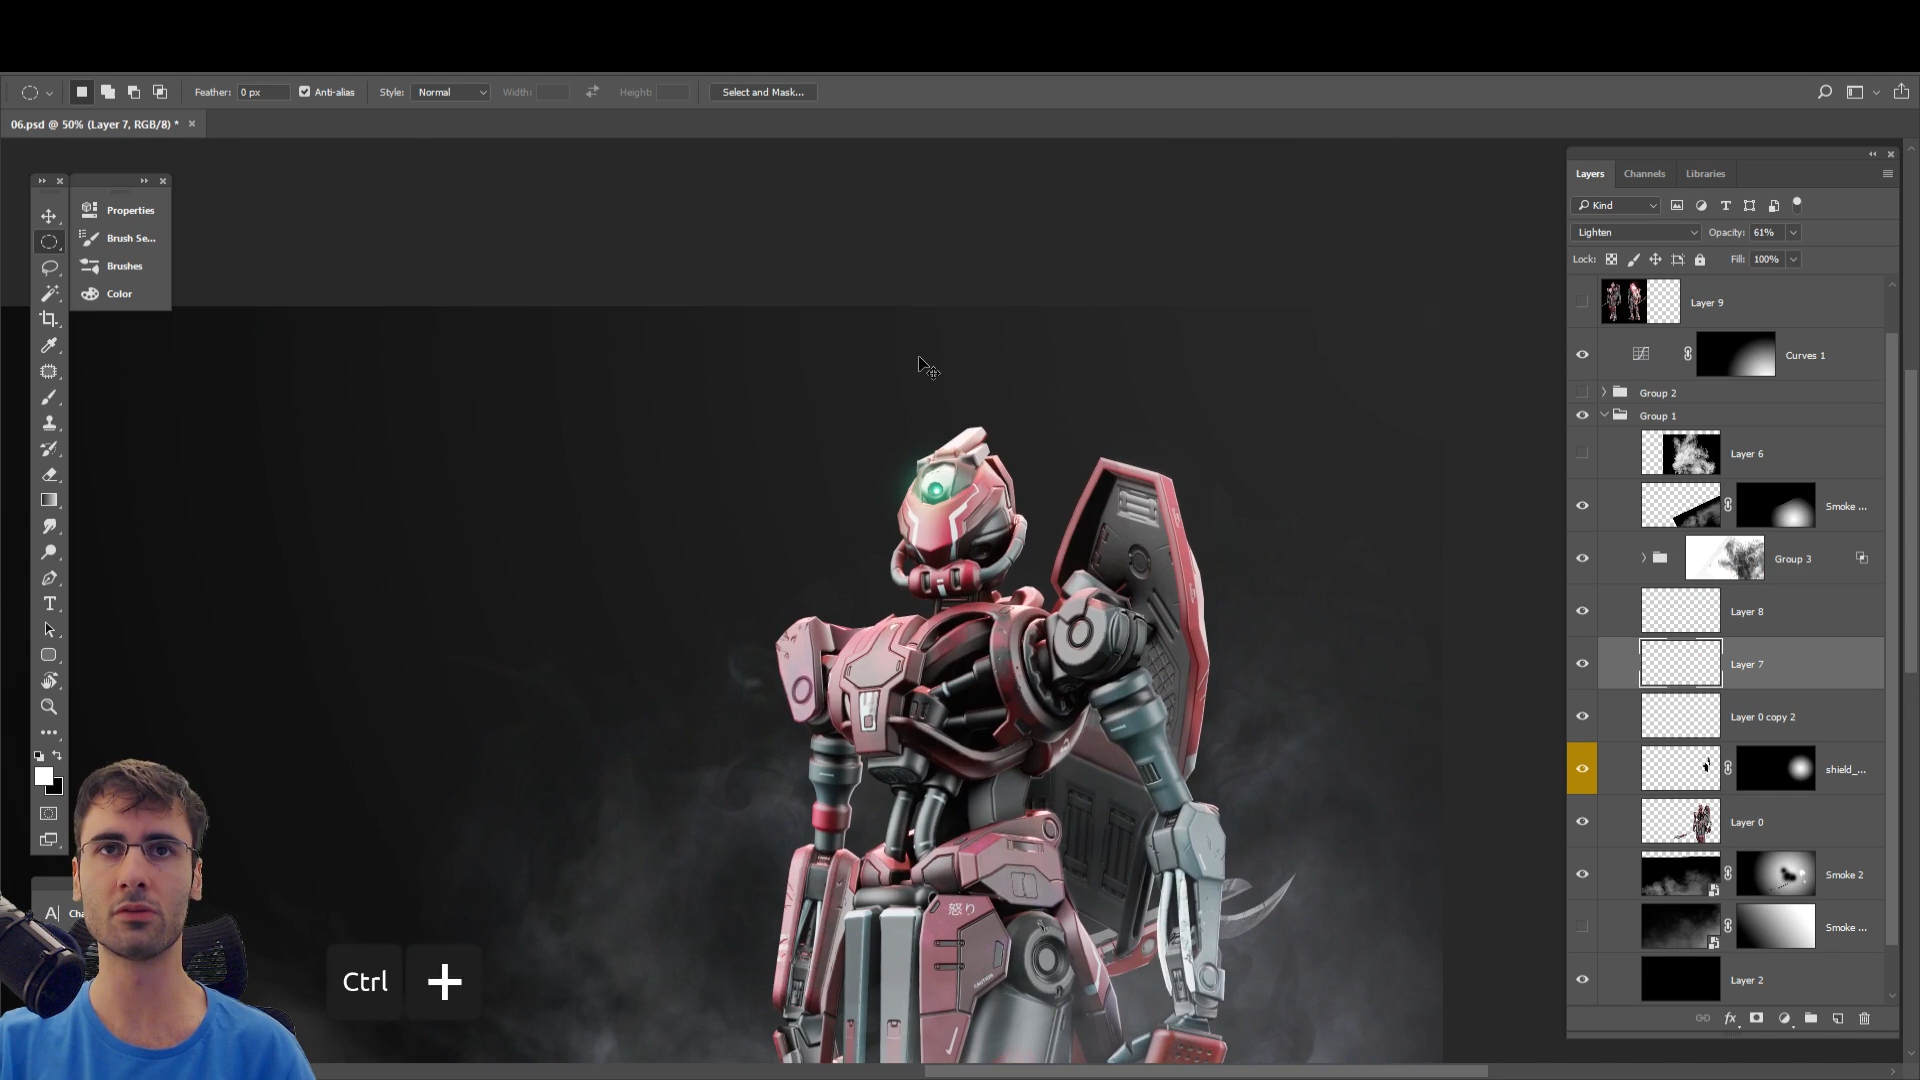 Feather: 0 px Anti-alias Style: Normal Width: Height: Select and Mask...
06.psd @ 50% (Layer 7, RGB/8) *
Properties
Brush Se...
Brushes
Color
Layers Channels Libraries
Kind
Lighten Opacity: 61%
Lock: Fill: 100%
Layer 9
Curves 1
Group 2
Group 1
Layer 6
Smoke ...
Group 3
Layer 8
Layer 7
Layer 0 copy 2
shield_...
Layer 0
Smoke 2
Smoke ...
Layer 2
fx
怒り
CAUTION
A| Cha
Ctrl +